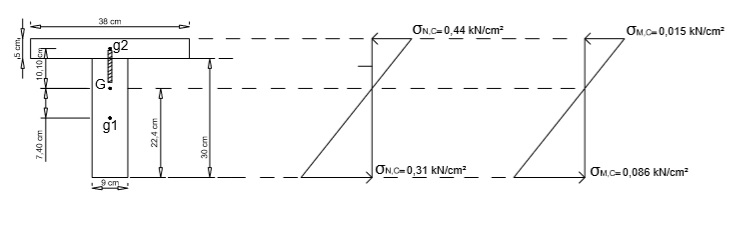 38 cm
σN,C=0,44 kN/cm²
σM,C=0,015 kN/cm²
5 cm
g2
10,10 cm
G
g1
7,40 cm
22,4 cm
30 cm
σN,C=0,31 kN/cm²
σM,C=0,086 kN/cm²
9 cm